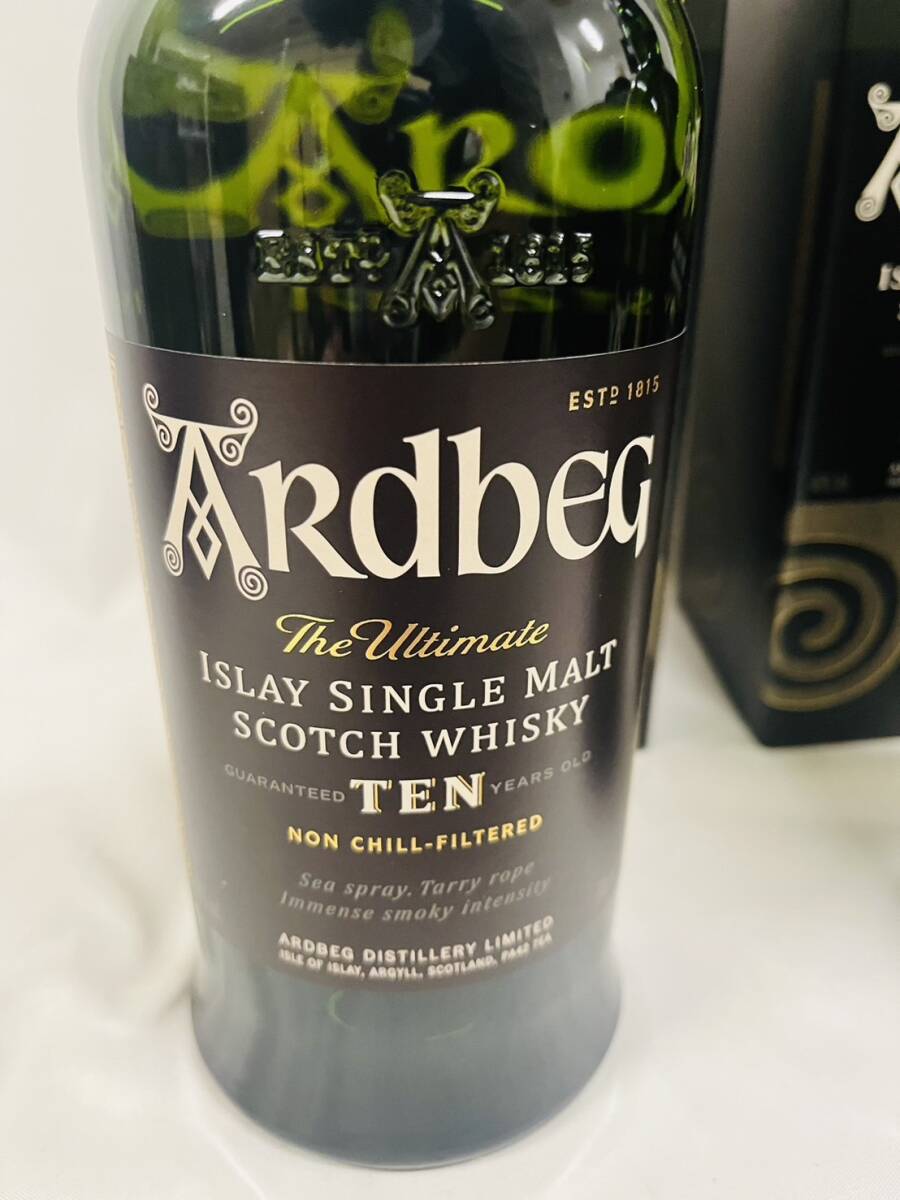 ESTD 1815
ESTD 1815
ARdbEG
The Ultimate
ISLAY SINGLE MALT
SCOTCH WHISKY
GUARANTEED TEN YEARS OLD
NON CHILL-FILTERED
Sea spray. Tarry rope
Immense smoky intensity
ARDBEG DISTILLERY LIMITED
ISLE OF ISLAY, ARGYLL, SCOTLAND, PA42 7EA